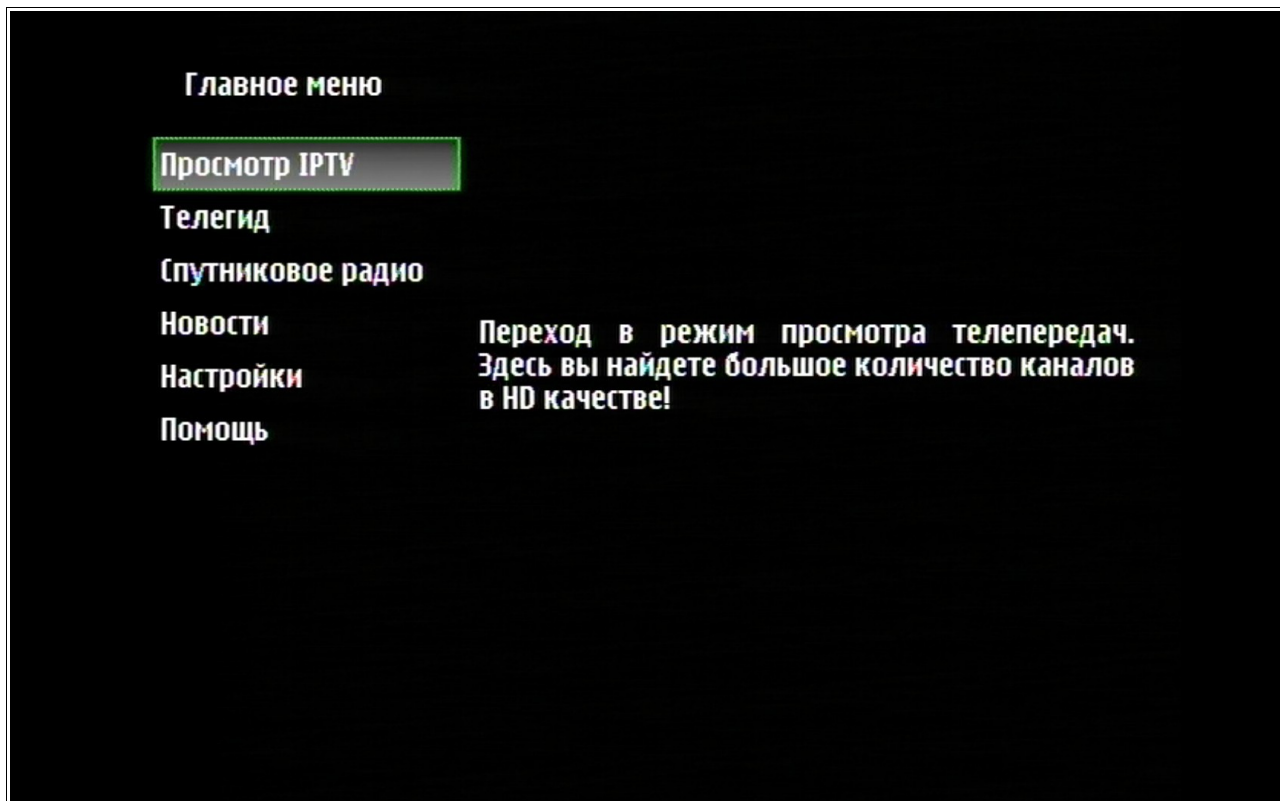 Главное меню
Просмотр IPTV
Телегид
Спутниковое радио
Новости
Настройки
Помощь
Переход в режим просмотра телепередач.
Здесь вы найдете большое количество каналов
в HD качестве!